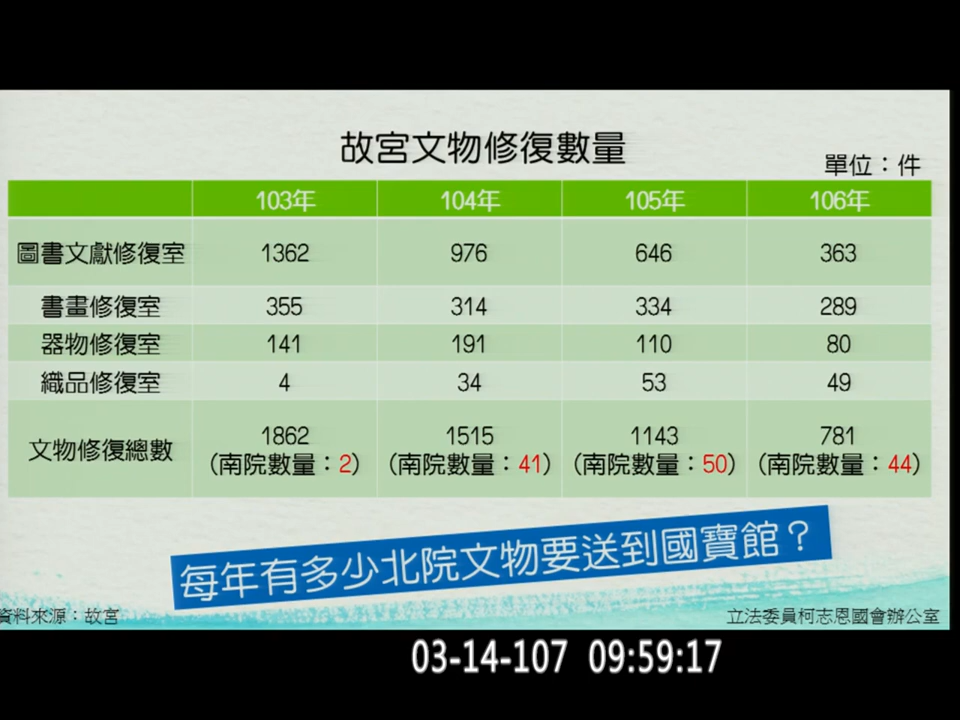 故宮文物修復數量
單位：件
103年 104年 105年 106年
圖書文獻修復室 1362 976 646 363
書畫修復室 355 314 334 289
器物修復室 141 191 110 80
織品修復室 4 34 53 49
文物修復總數 1862 1515 1143 781
(南院數量：2) (南院數量：41) (南院數量：50) (南院數量：44)
每年有多少北院文物要送到國寶館？
資料來源：故宮
立法委員柯志恩國會辦公室
03-14-107 09:59:17